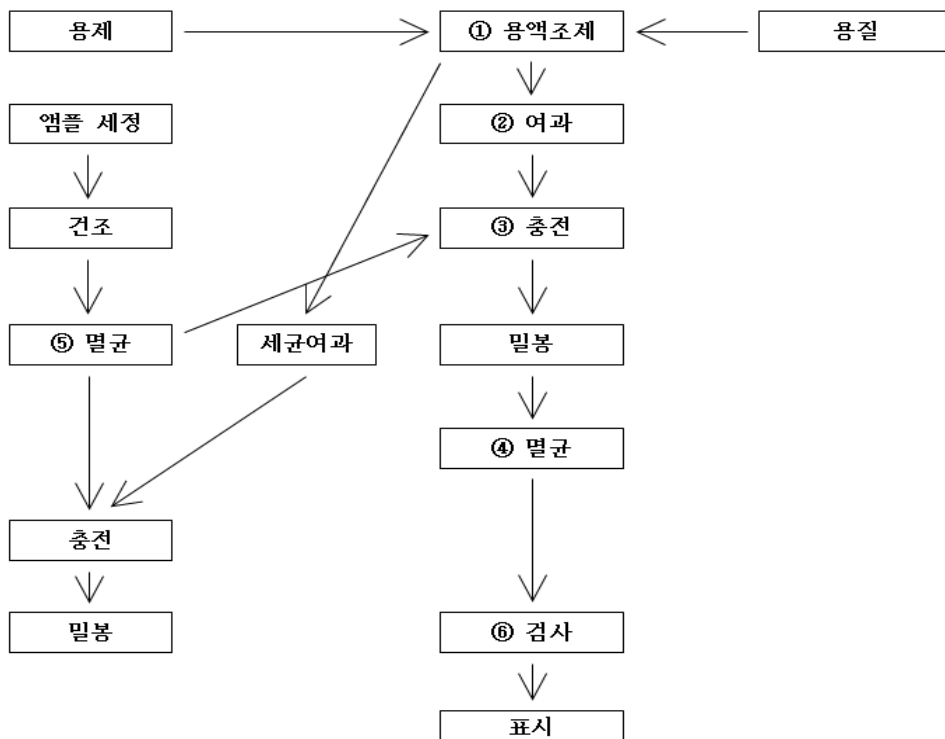 용제
① 용액조제
용질
앰플 세정
② 여과
건조
③ 충전
⑤ 멸균
세균여과
밀봉
④ 멸균
충전
밀봉
⑥ 검사
표시